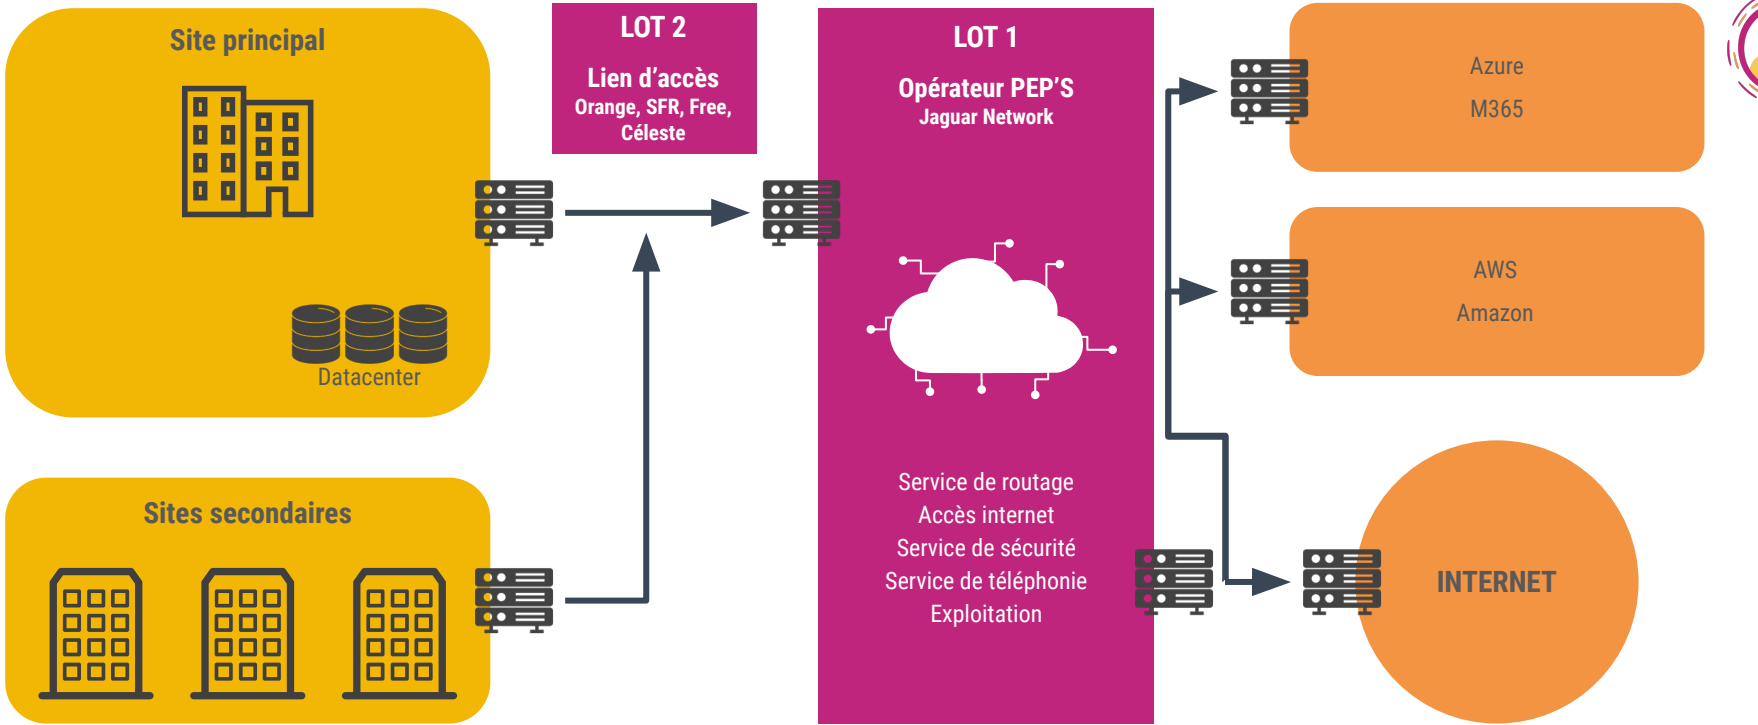 Site principal
Datacenter
Sites secondaires
LOT 2
Lien d’accès
Orange, SFR, Free,
Céleste
LOT 1
Opérateur PEP’S
Jaguar Network
Service de routage
Accès internet
Service de sécurité
Service de téléphonie
Exploitation
Azure
M365
AWS
Amazon
INTERNET